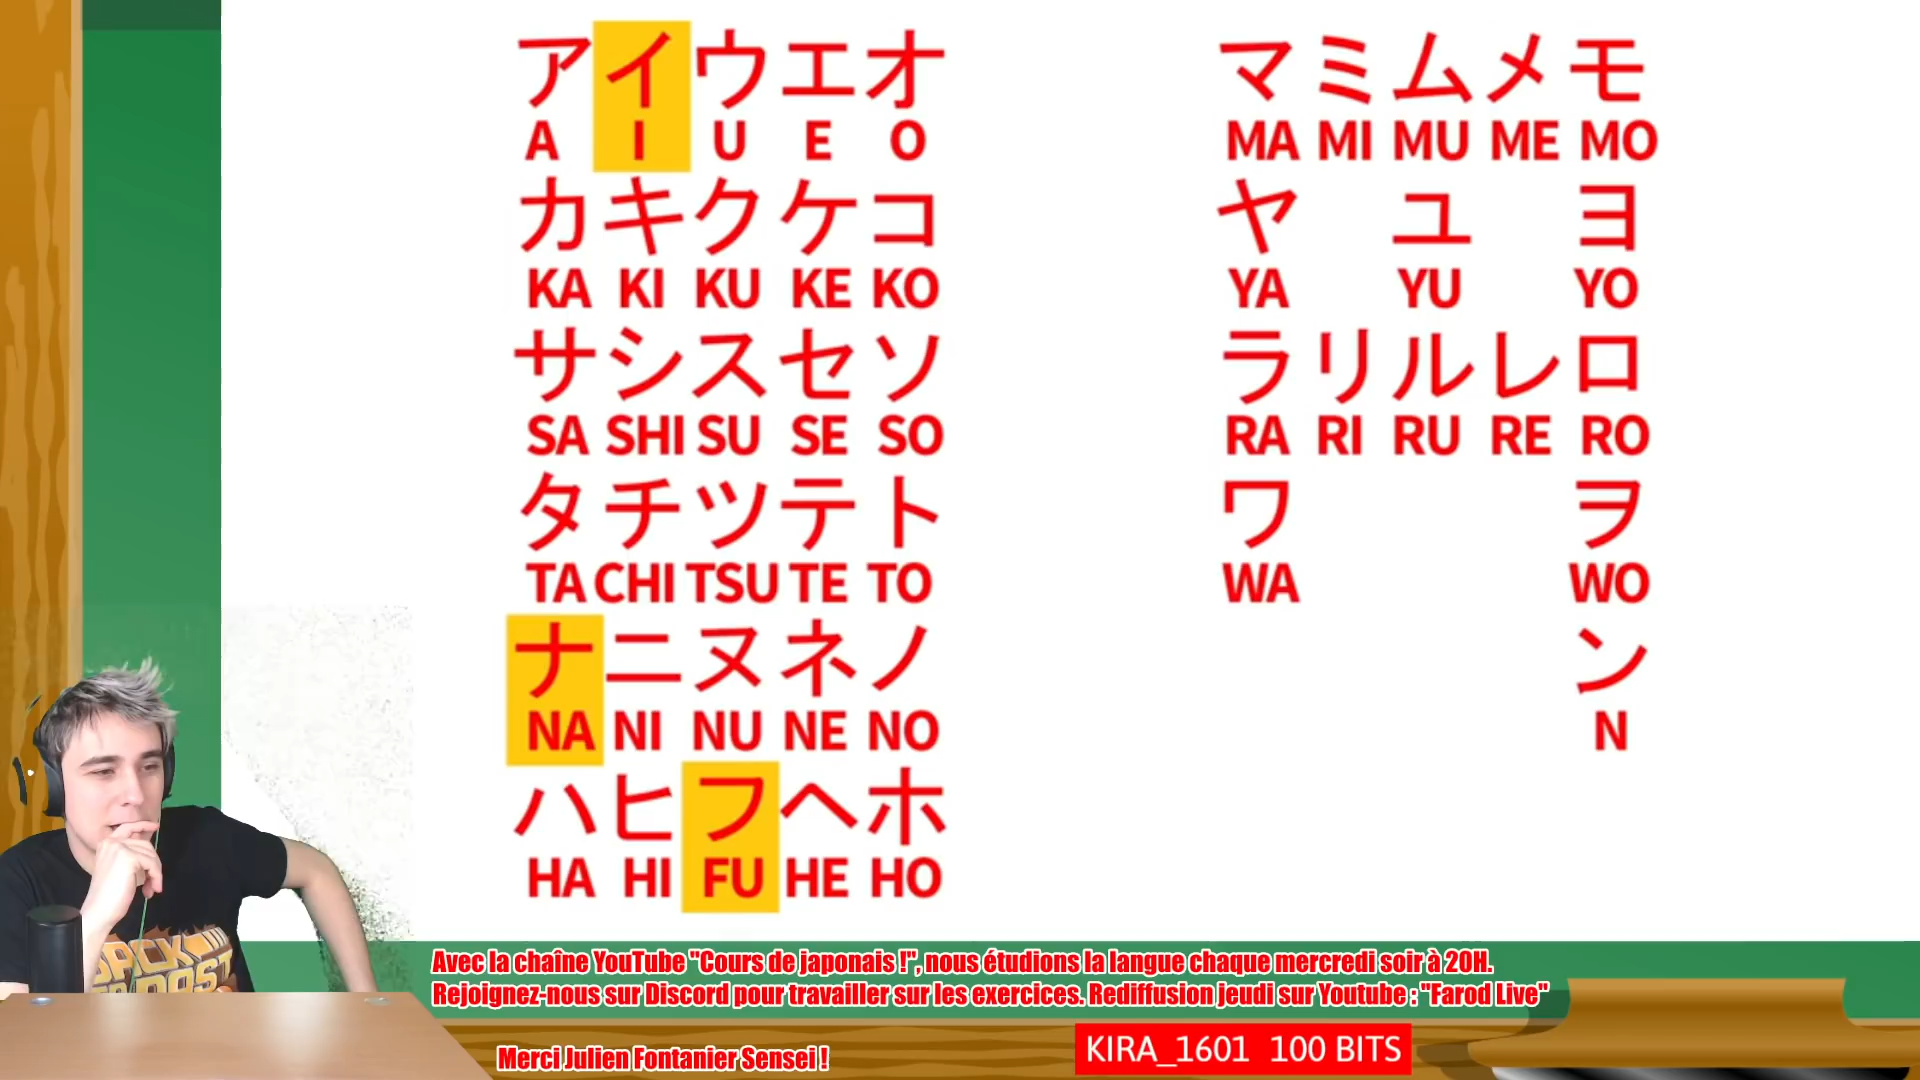 ア イ ウ エ オ
A I U E O
カ キ ク ケ コ
KA KI KU KE KO
サ シ ス セ ソ
SA SHI SU SE SO
タ チ ツ テ ト
TA CHI TSU TE TO
ナ ニ ヌ ネ ノ
NA NI NU NE NO
ハ ヒ フ ヘ ホ
HA HI FU HE HO
マ ミ ム メ モ
MA MI MU ME MO
ヤ ユ ヨ
YA YU YO
ラ リ ル レ ロ
RA RI RU RE RO
ワ ヲ
WA WO
ン
N
Avec la chaîne YouTube "Cours de japonais !", nous étudions la langue chaque mercredi soir à 20H.
Rejoignez-nous sur Discord pour travailler sur les exercices. Rediffusion jeudi sur Youtube : "Farod Live"
Merci Julien Fontanier Sensei !
KIRA_1601 100 BITS